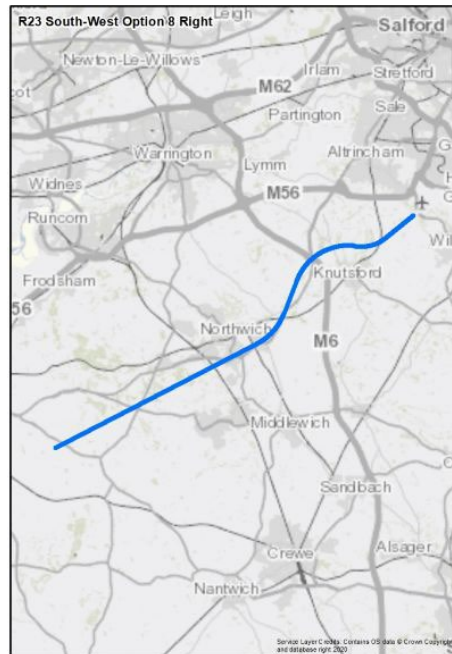 R23 South-West Option 8 Right
Leigh
Salford
Newton-Le-Willows
Irlam
Stretford
M62
Partington
Sale
Warrington
Altrincham
Lymm
Widnes
M56
Runcorn
Knutsford
Frodsham
56
Northwich
M6
Middlewich
Sandbach
Crewe
Alsager
Nantwich
Service Layer Credits: Contains OS data © Crown Copyright
and database right 2020